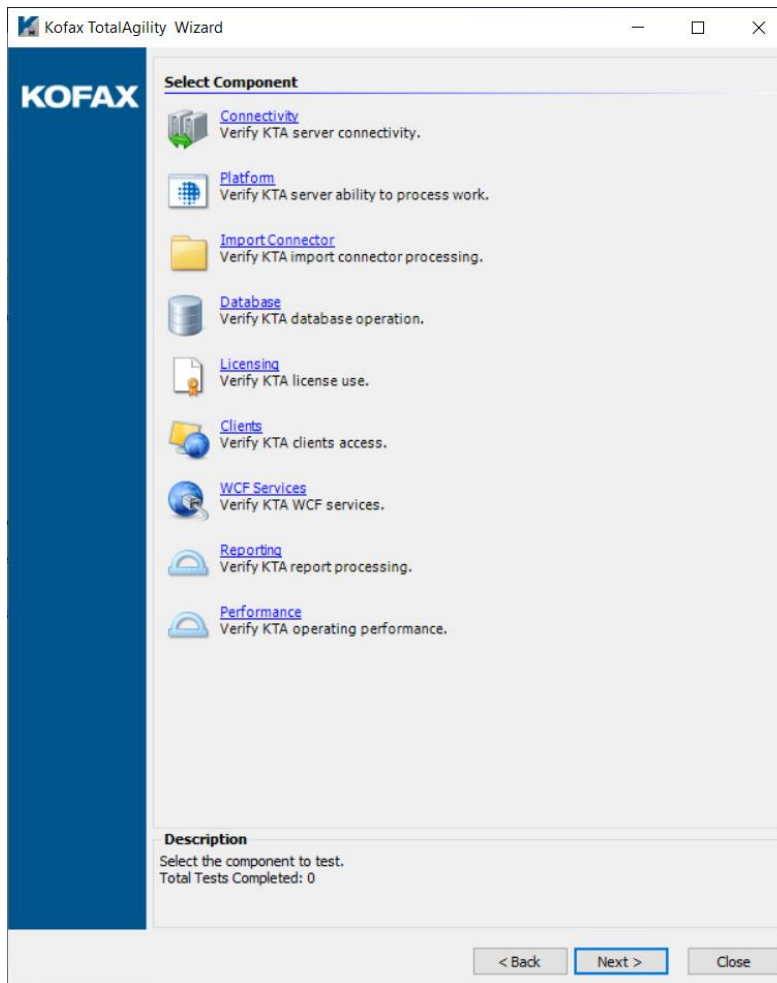 Kofax TotalAgility Wizard
KOFAX
Select Component
Connectivity
Verify KTA server connectivity.
Platform
Verify KTA server ability to process work.
Import Connector
Verify KTA import connector processing.
Database
Verify KTA database operation.
Licensing
Verify KTA license use.
Clients
Verify KTA clients access.
WCF Services
Verify KTA WCF services.
Reporting
Verify KTA report processing.
Performance
Verify KTA operating performance.
Description
Select the component to test.
Total Tests Completed: 0
< Back Next > Close